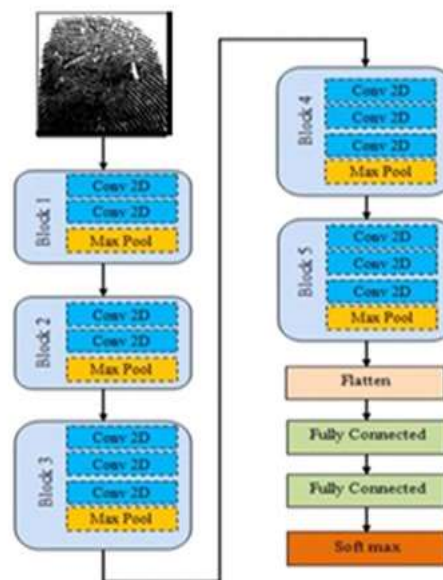 Block 1
Conv 2D
Conv 2D
Max Pool
Block 2
Conv 2D
Conv 2D
Max Pool
Block 3
Conv 2D
Conv 2D
Conv 2D
Max Pool
Block 4
Conv 2D
Conv 2D
Conv 2D
Max Pool
Block 5
Conv 2D
Conv 2D
Conv 2D
Max Pool
Flatten
Fully Connected
Fully Connected
Soft max